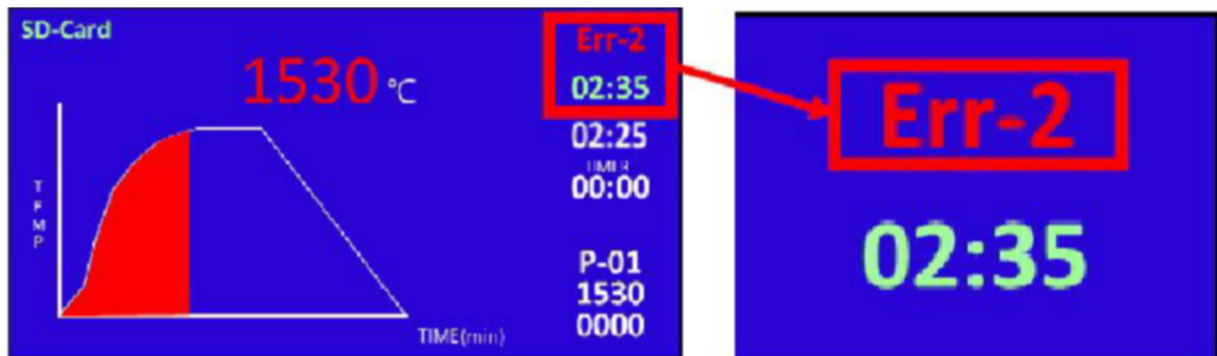 SD-Card
1530 °C
Err-2
02:35
02:25
TIMER
00:00
TEMP
P-01
1530
0000
TIME(min)
Err-2
02:35